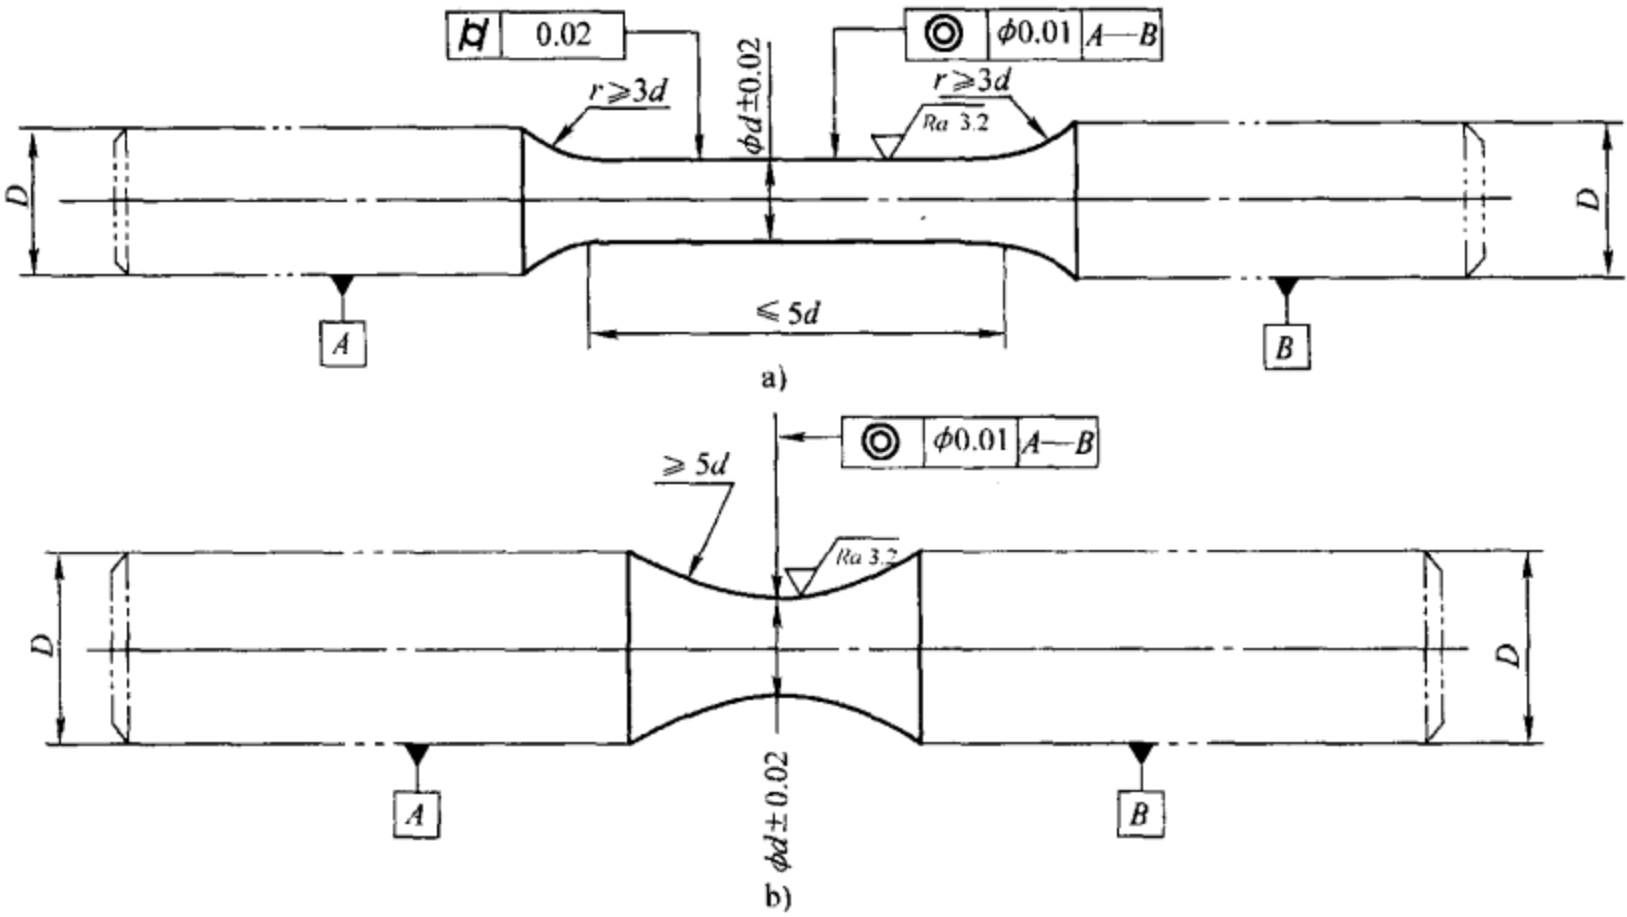 0.02
ϕ0.01 A—B
r⩾3d
ϕd±0.02
r⩾3d
Ra 3.2
D
D
A
⩽5d
B
a)
ϕ0.01 A—B
⩾5d
Ra 3.2
D
D
A
ϕd±0.02
B
b)